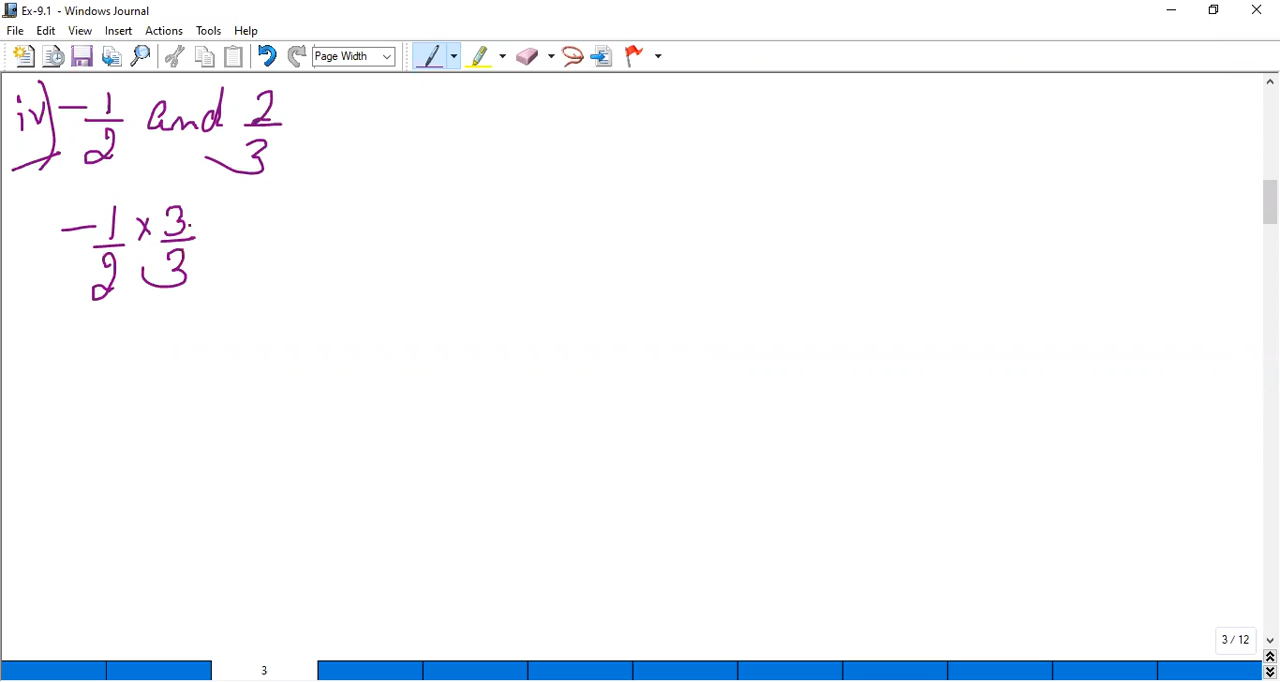 Ex-9.1 - Windows Journal
File Edit View Insert Actions Tools Help
Page Width
iv) -1/2 and 2/3
-1/2 × 3/3
3 / 12
3